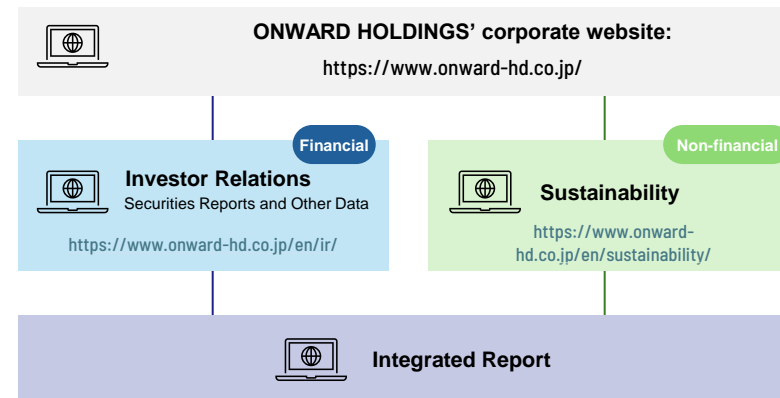 ONWARD HOLDINGS’ corporate website:
https://www.onward-hd.co.jp/
Financial
Investor Relations
Securities Reports and Other Data
https://www.onward-hd.co.jp/en/ir/
Non-financial
Sustainability
https://www.onward-
hd.co.jp/en/sustainability/
Integrated Report